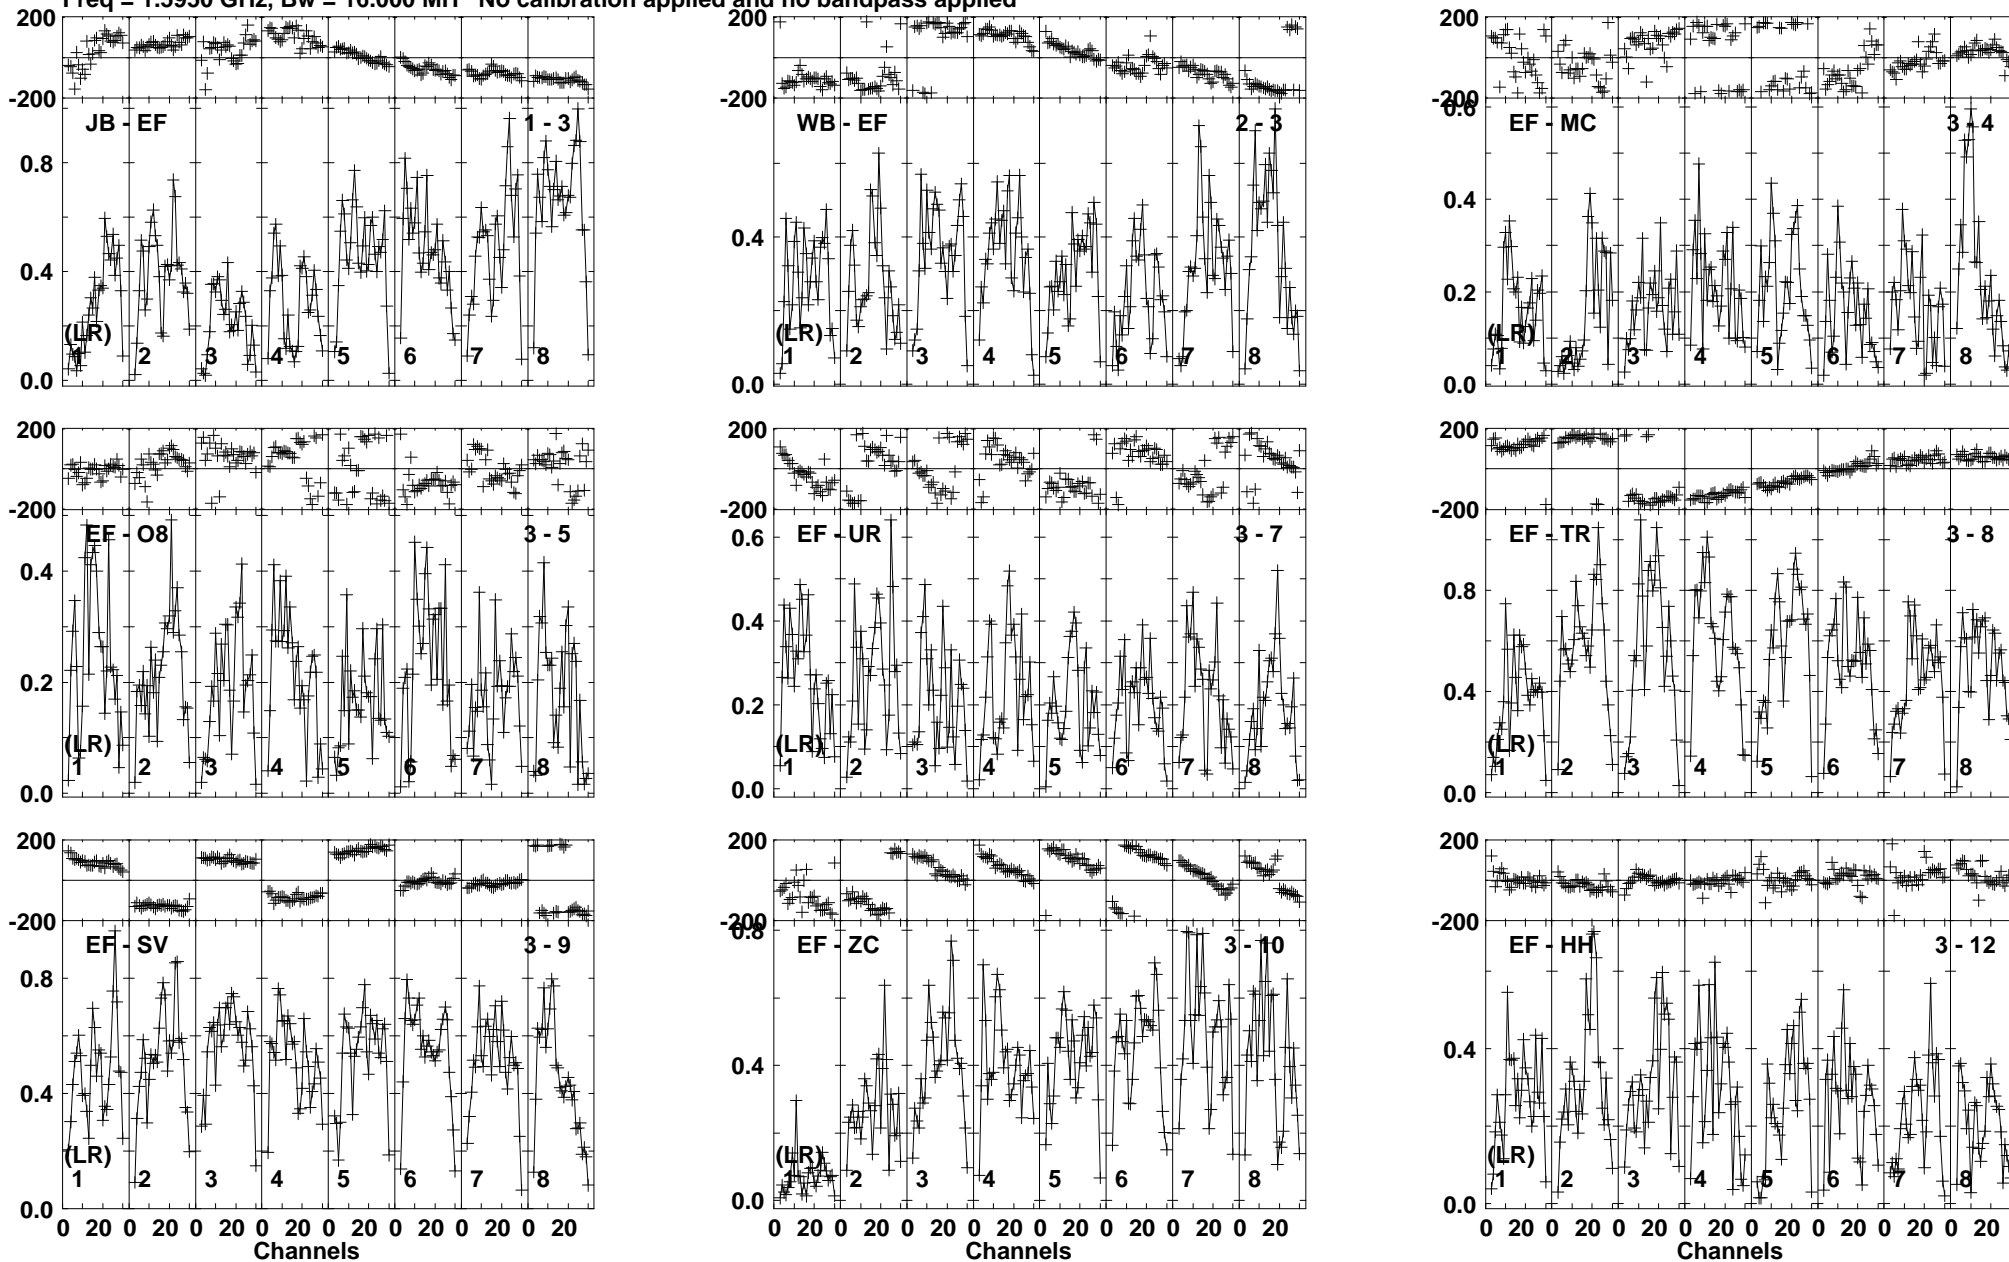 Freq = 1.5950 GHz, Bw = 16.000 MH No calibration applied and no bandpass applied
200
-200
JB - EF 1 - 3
0.8
0.4
0.0
(LR)
1 2 3 4 5 6 7 8
200
-200
WB - EF 2 - 3
0.4
0.0
(LR)
1 2 3 4 5 6 7 8
200
-200
0.6
EF - MC 3 - 4
0.4
0.2
0.0
(LR)
1 2 3 4 5 6 7 8
200
-200
EF - O8 3 - 5
0.4
0.2
0.0
(LR)
1 2 3 4 5 6 7 8
200
-200
EF - UR 3 - 7
0.6
0.4
0.2
0.0
(LR)
1 2 3 4 5 6 7 8
200
-200
EF - TR 3 - 8
0.8
0.4
0.0
(LR)
1 2 3 4 5 6 7 8
200
-200
EF - SV 3 - 9
0.8
0.4
0.0
(LR)
1 2 3 4 5 6 7 8
0 20 0 20 0 20 0 20 0 20 0 20 0 20 0 20
Channels
200
-200
0.8
EF - ZC 3 - 10
0.4
0.0
(LR)
1 2 3 4 5 6 7 8
0 20 0 20 0 20 0 20 0 20 0 20 0 20 0 20
Channels
200
-200
EF - HH 3 - 12
0.4
0.0
(LR)
1 2 3 4 5 6 7 8
0 20 0 20 0 20 0 20 0 20 0 20 0 20 0 20
Channels